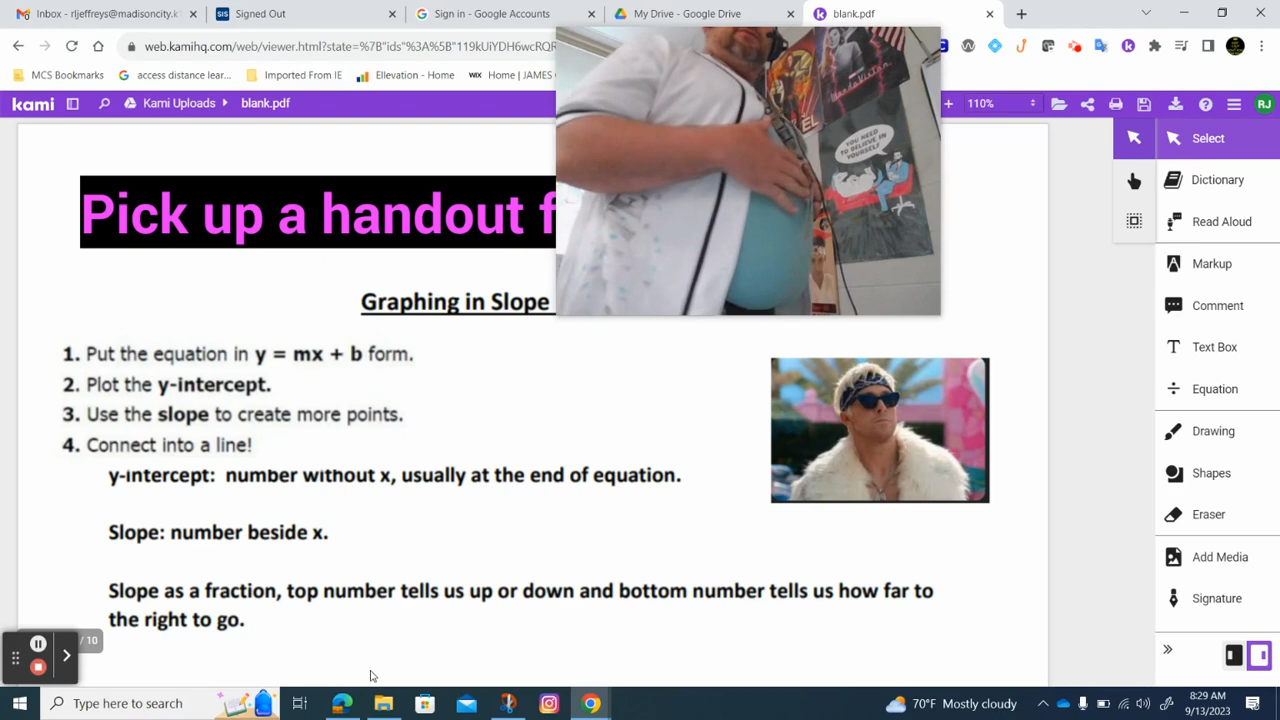 Inbox - rljeffreys@madisoncity.k
Signed Out
Sign in - Google Accounts
My Drive - Google Drive
blank.pdf
web.kamihq.com/web/viewer.html?state=%7B"ids"%3A%5B"119kUiYDH6wcRQR
MCS Bookmarks
access distance lear...
Imported From IE
Ellevation - Home
WIX Home | JAMES
kami
Kami Uploads
blank.pdf
110%
RJ
YOU NEED
TO BELIEVE IN
YOURSELF
Pick up a handout f
Graphing in Slope
1. Put the equation in y = mx + b form.
2. Plot the y-intercept.
3. Use the slope to create more points.
4. Connect into a line!
y-intercept: number without x, usually at the end of equation.
Slope: number beside x.
Slope as a fraction, top number tells us up or down and bottom number tells us how far to
the right to go.
/ 10
Select
Dictionary
Read Aloud
Markup
Comment
Text Box
Equation
Drawing
Shapes
Eraser
Add Media
Signature
Type here to search
70°F Mostly cloudy
8:29 AM
9/13/2023